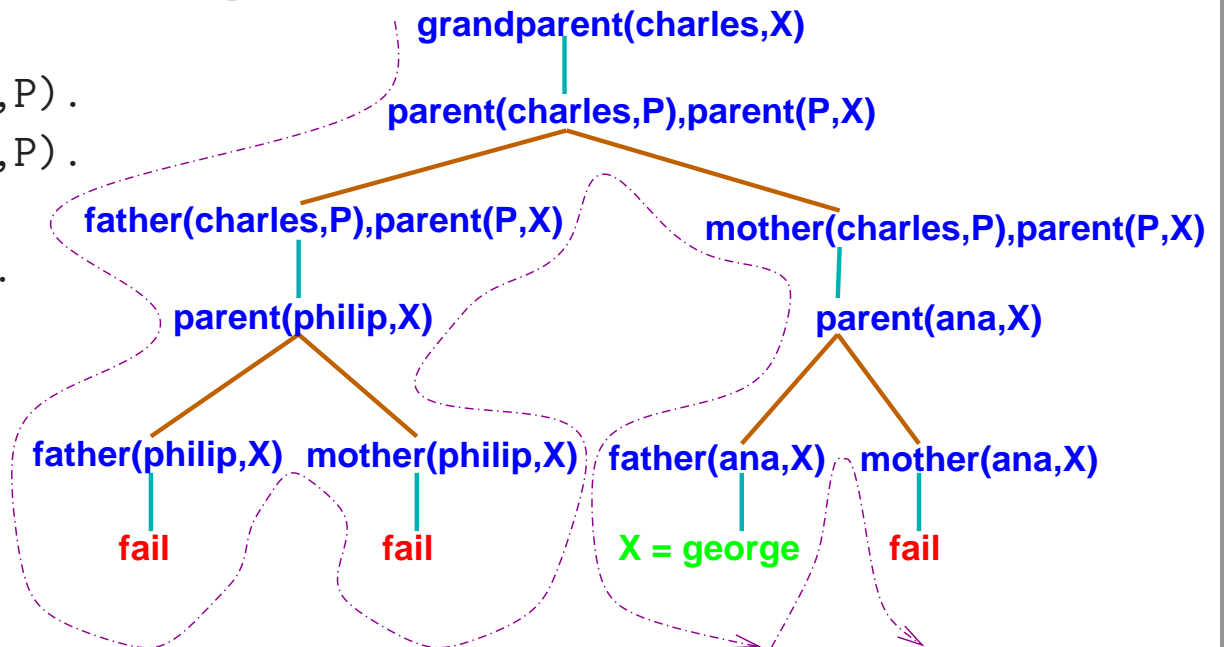 grandparent(charles,X)
,P).
parent(charles,P),parent(P,X)
,P).
father(charles,P),parent(P,X)
mother(charles,P),parent(P,X)
.
parent(philip,X)
parent(ana,X)
father(philip,X) mother(philip,X) father(ana,X) mother(ana,X)
fail fail X = george fail